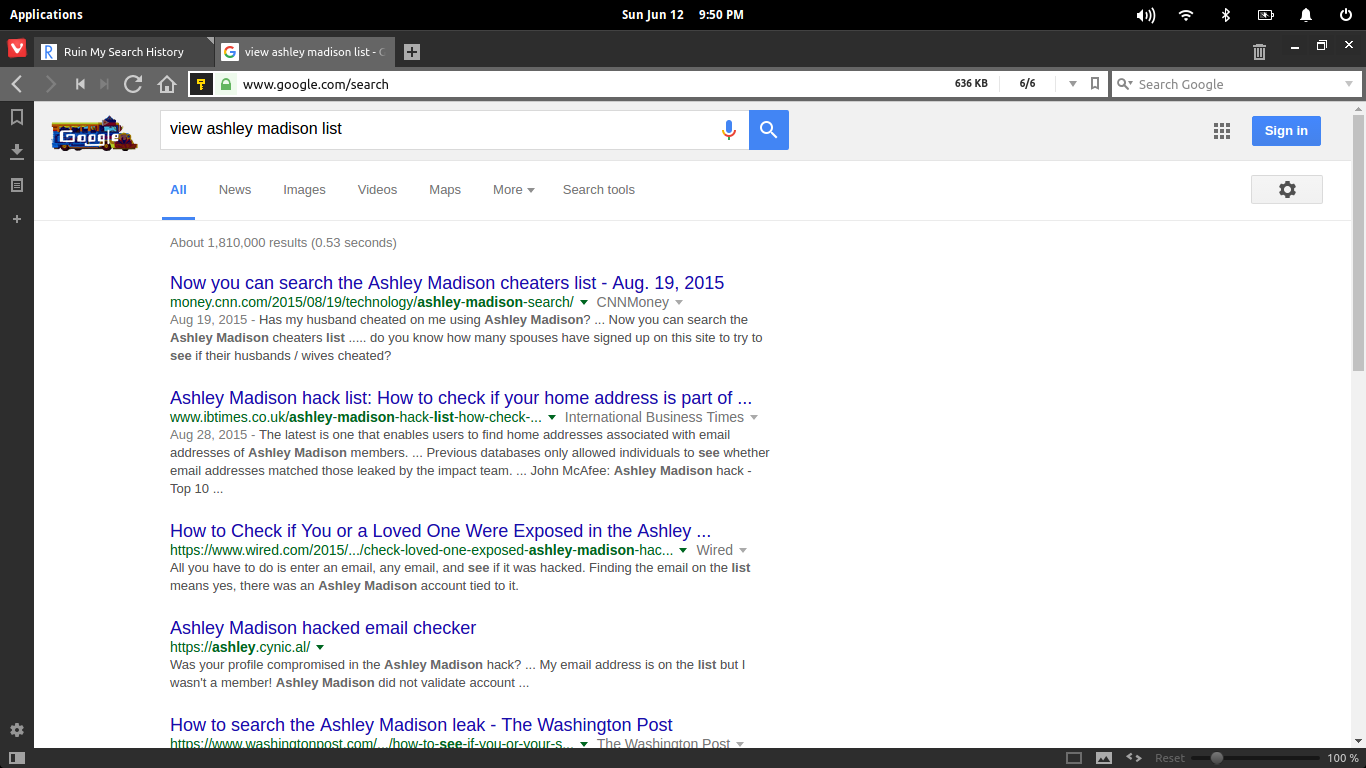 Applications
Sun Jun 12 9:50 PM
Ruin My Search History
view ashley madison list - G
www.google.com/search
636 KB
6/6
Search Google
Google
view ashley madison list
Sign in
All
News
Images
Videos
Maps
More
Search tools
About 1,810,000 results (0.53 seconds)
Now you can search the Ashley Madison cheaters list - Aug. 19, 2015
money.cnn.com/2015/08/19/technology/ashley-madison-search/ CNNMoney
Aug 19, 2015 - Has my husband cheated on me using Ashley Madison? ... Now you can search the
Ashley Madison cheaters list ..... do you know how many spouses have signed up on this site to try to
see if their husbands / wives cheated?
Ashley Madison hack list: How to check if your home address is part of ...
www.ibtimes.co.uk/ashley-madison-hack-list-how-check-... International Business Times
Aug 28, 2015 - The latest is one that enables users to find home addresses associated with email
addresses of Ashley Madison members. ... Previous databases only allowed individuals to see whether
email addresses matched those leaked by the impact team. ... John McAfee: Ashley Madison hack -
Top 10 ...
How to Check if You or a Loved One Were Exposed in the Ashley ...
https://www.wired.com/2015/.../check-loved-one-exposed-ashley-madison-hac... Wired
All you have to do is enter an email, any email, and see if it was hacked. Finding the email on the list
means yes, there was an Ashley Madison account tied to it.
Ashley Madison hacked email checker
https://ashley.cynic.al/
Was your profile compromised in the Ashley Madison hack? ... My email address is on the list but I
wasn't a member! Ashley Madison did not validate account ...
How to search the Ashley Madison leak - The Washington Post
https://www.washingtonpost.com/.../how-to-see-if-you-or-your-s... The Washington Post
Reset
100 %